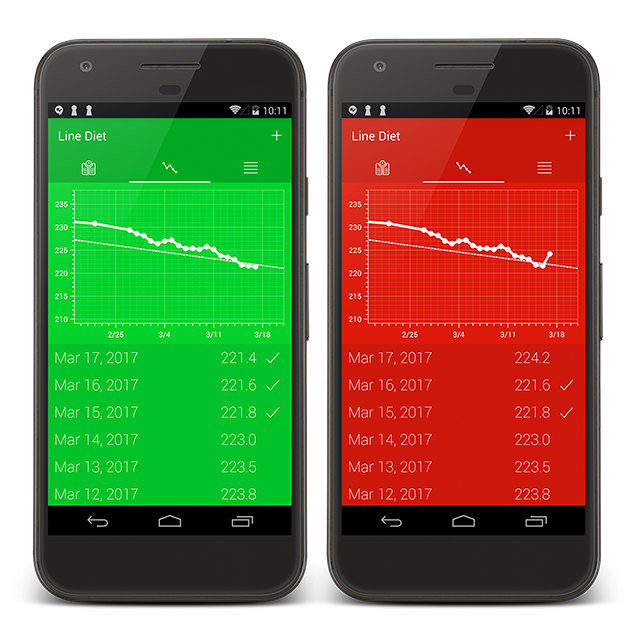 10:11
Line Diet
+
235
230
225
220
215
210
2/25 3/4 3/11 3/18
Mar 17, 2017 221.4 ✓
Mar 16, 2017 221.6 ✓
Mar 15, 2017 221.8 ✓
Mar 14, 2017 223.0
Mar 13, 2017 223.5
Mar 12, 2017 223.8
10:11
Line Diet
+
235
230
225
220
215
210
2/25 3/4 3/11 3/18
Mar 17, 2017 224.2
Mar 16, 2017 221.6 ✓
Mar 15, 2017 221.8 ✓
Mar 14, 2017 223.0
Mar 13, 2017 223.5
Mar 12, 2017 223.8